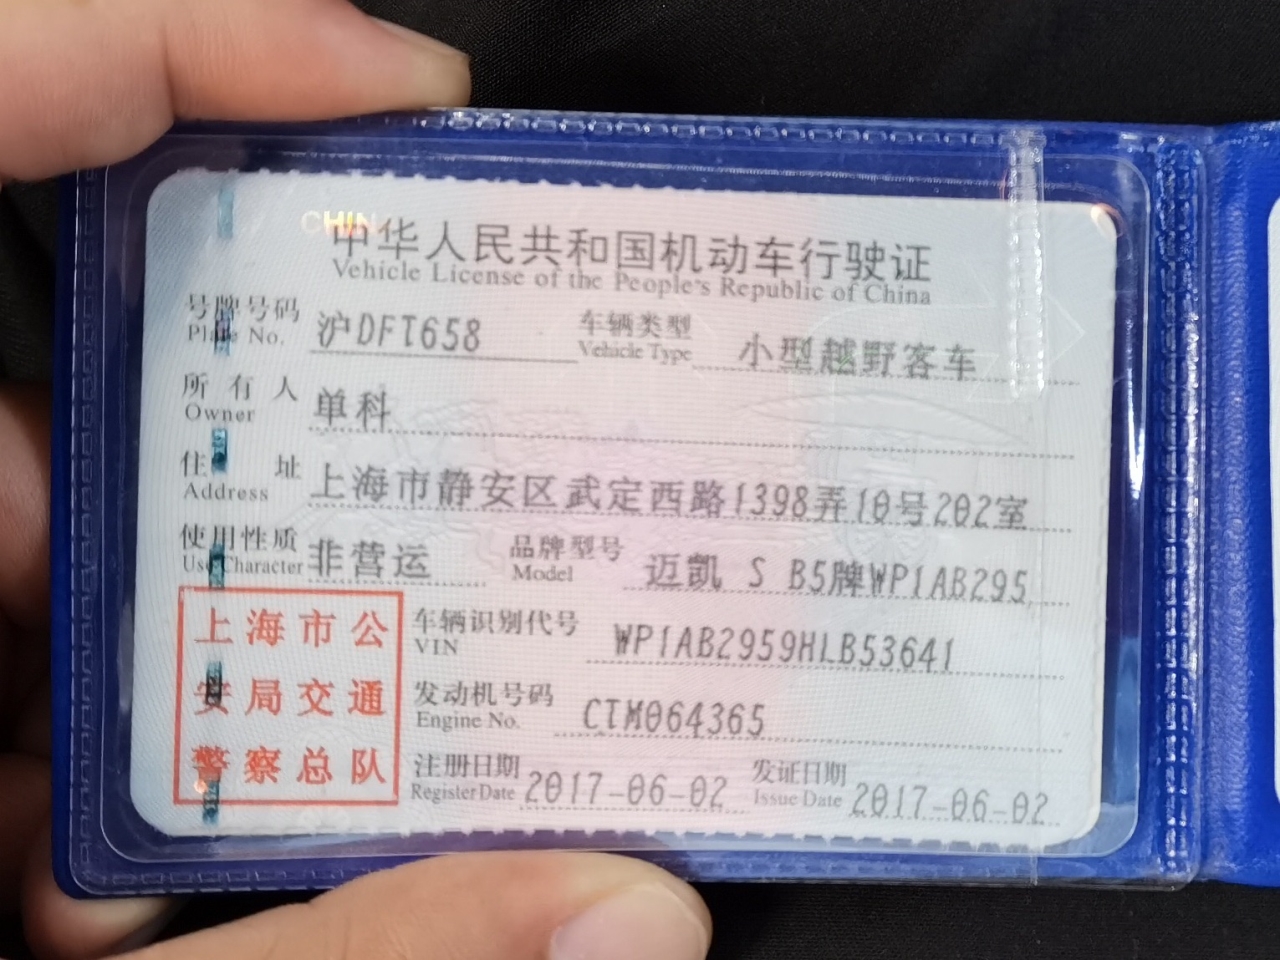 CHIN
中华人民共和国机动车行驶证
Vehicle License of the People's Republic of China
号牌号码 沪DFT658 车辆类型 小型越野客车
Plate No. Vehicle Type
所有人 单科
Owner
住址 上海市静安区武定西路1398弄10号202室
Address
使用性质 非营运 品牌型号 迈凯 S B5牌WP1AB295
Use Character Model
上海市公
安局交通
警察总队
车辆识别代号 WP1AB2959HLB53641
VIN
发动机号码 CTM064365
Engine No.
注册日期 2017-06-02 发证日期 2017-06-02
Register Date Issue Date